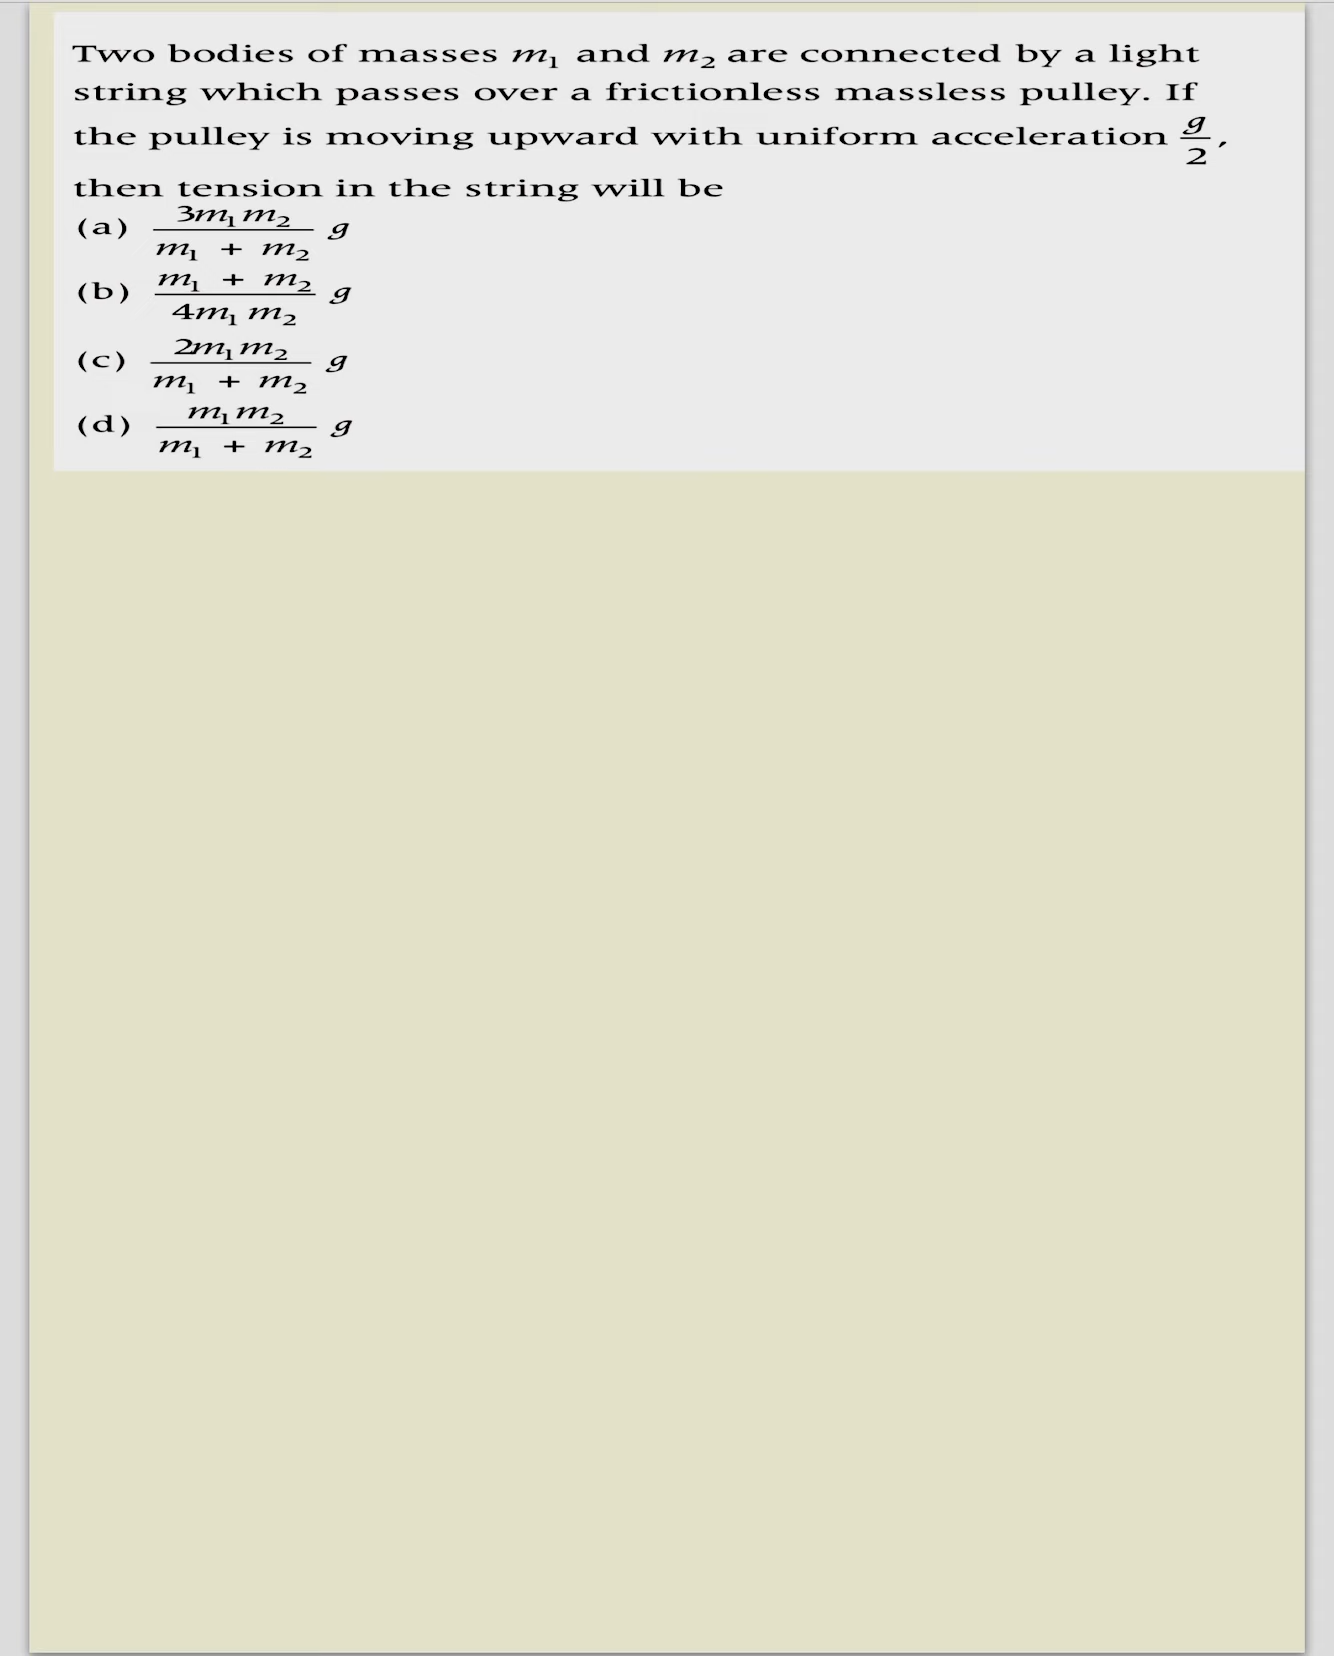 Two bodies of masses m₁ and m₂ are connected by a light
string which passes over a frictionless massless pulley. If
the pulley is moving upward with uniform acceleration g/2,
then tension in the string will be
(a) 3m₁m₂/(m₁ + m₂) g
(b) (m₁ + m₂)/(4m₁m₂) g
(c) 2m₁m₂/(m₁ + m₂) g
(d) m₁m₂/(m₁ + m₂) g